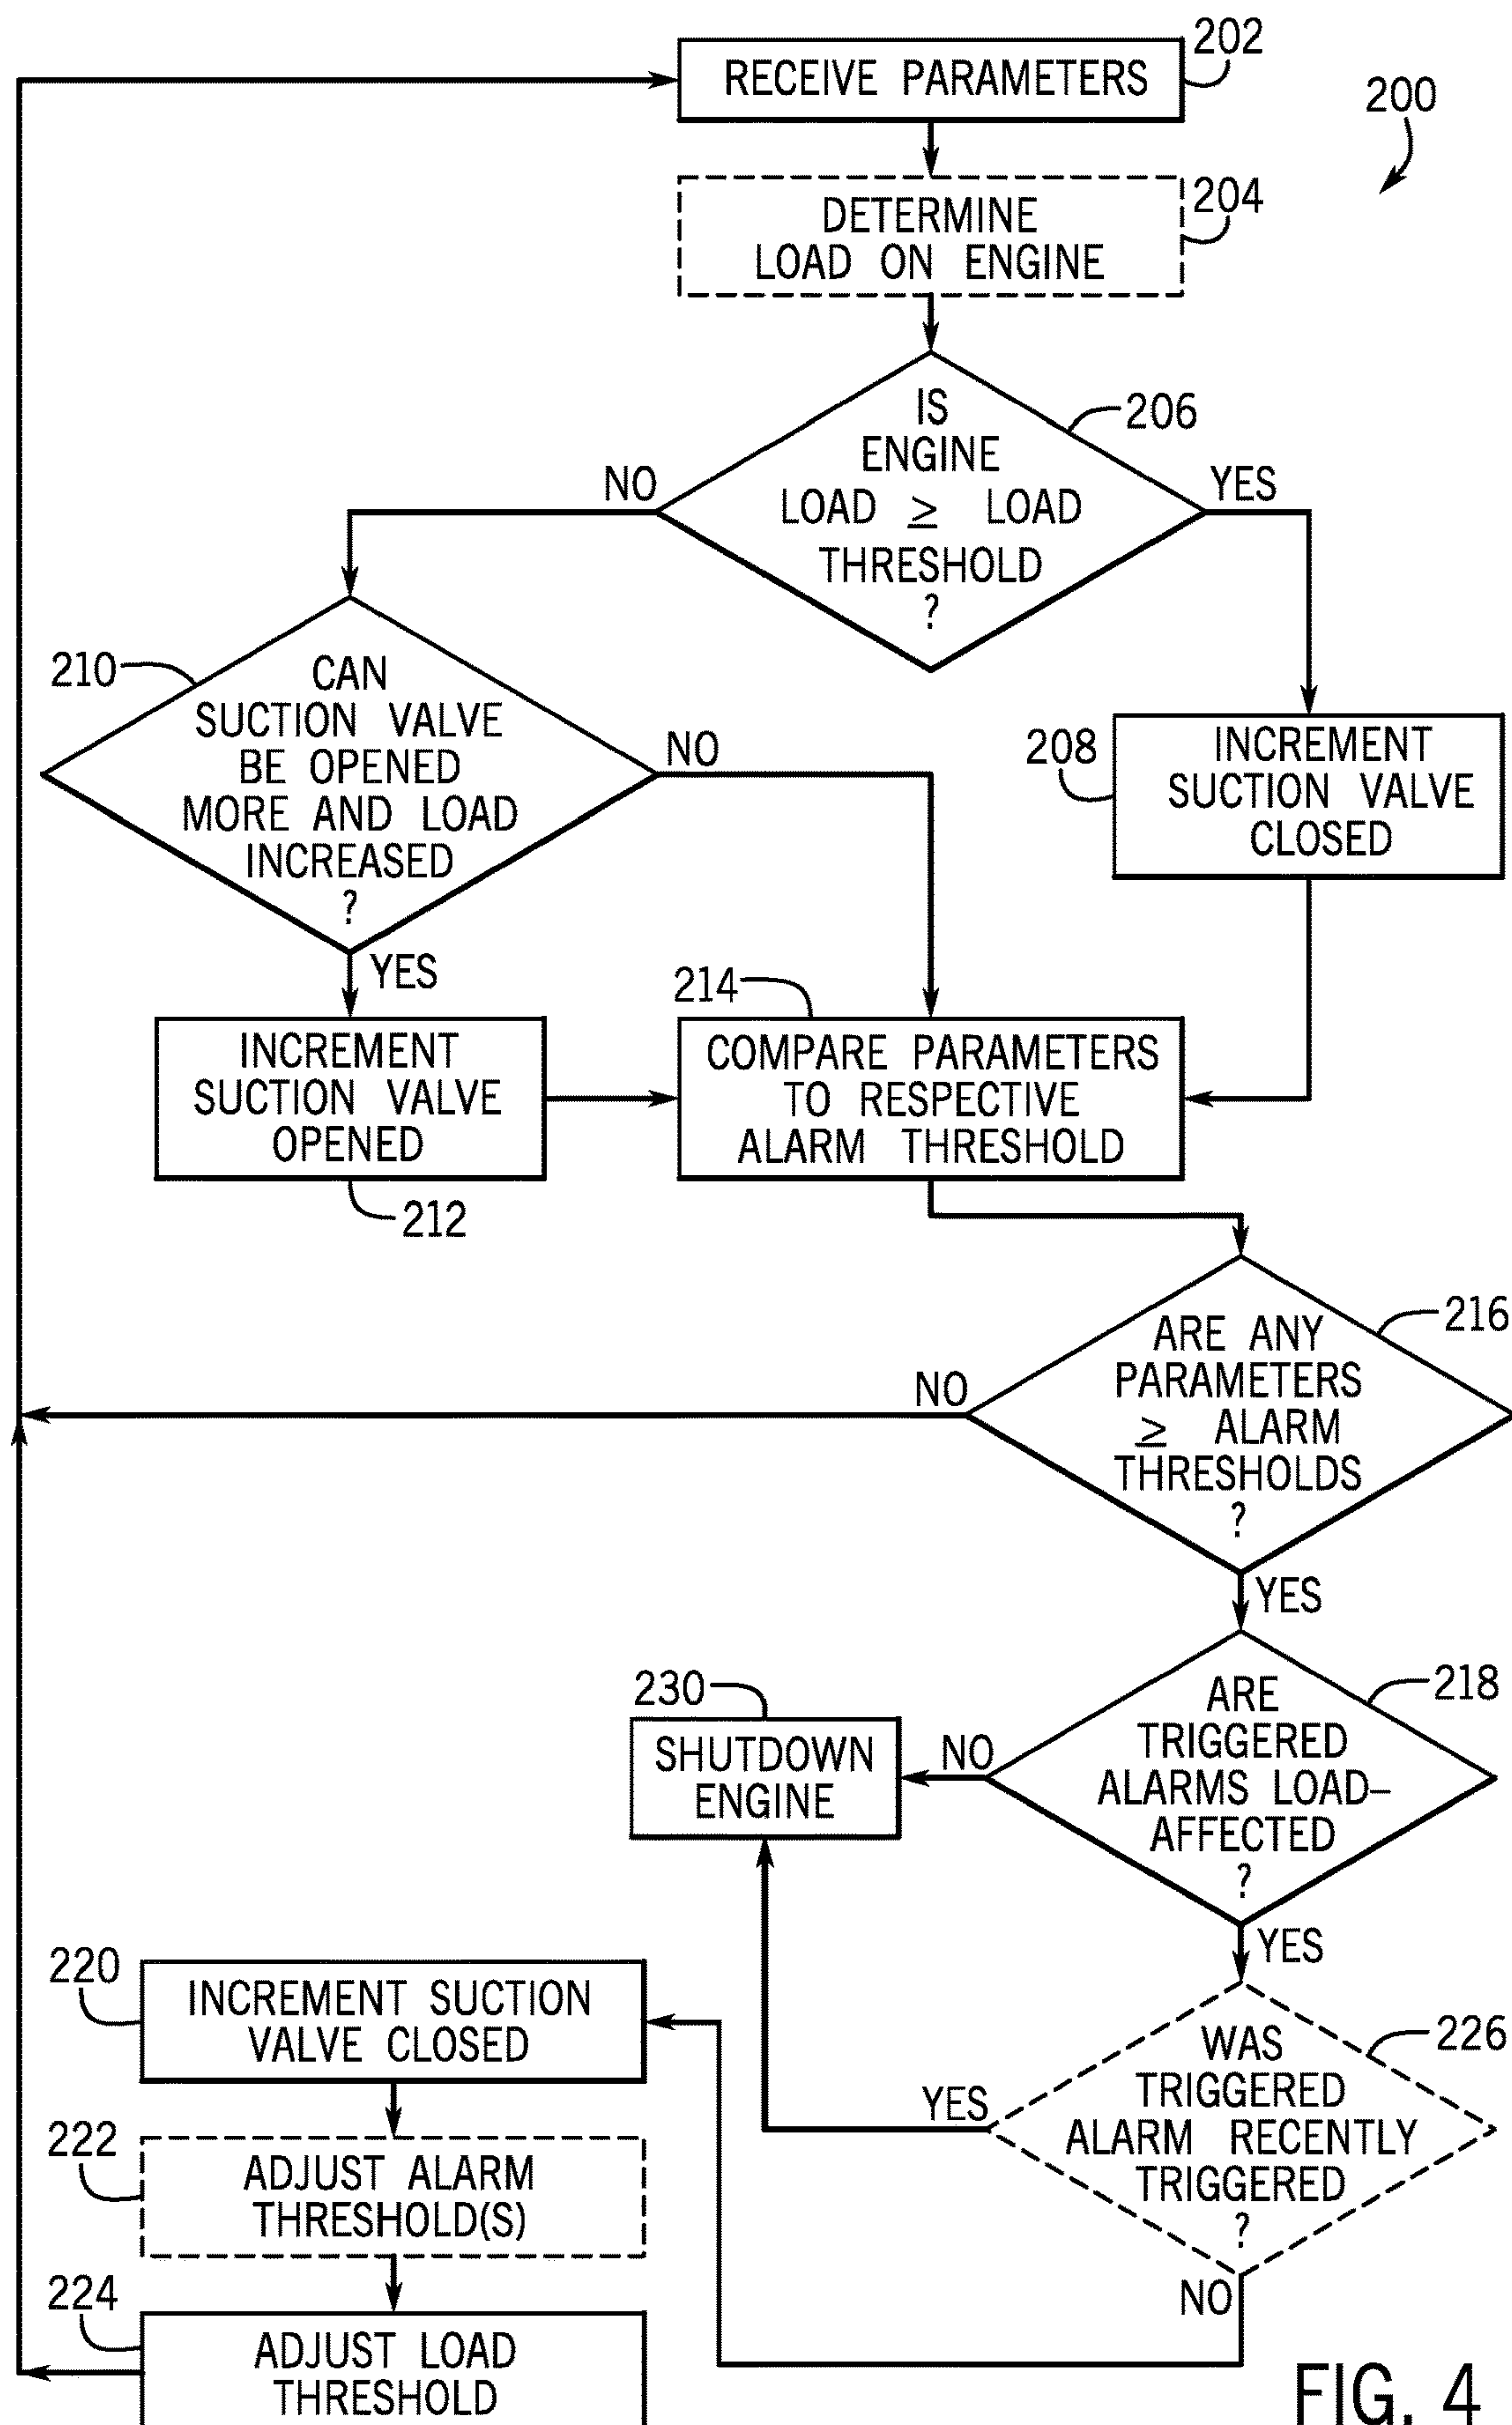 202
RECEIVE PARAMETERS
200
204
DETERMINE
LOAD ON ENGINE
206
IS
ENGINE
LOAD ≥ LOAD
THRESHOLD
?
NO
YES
210
CAN
SUCTION VALVE
BE OPENED
MORE AND LOAD
INCREASED
?
NO
YES
208
INCREMENT
SUCTION VALVE
CLOSED
INCREMENT
SUCTION VALVE
OPENED
212
214
COMPARE PARAMETERS
TO RESPECTIVE
ALARM THRESHOLD
216
ARE ANY
PARAMETERS
≥ ALARM
THRESHOLDS
?
NO
YES
218
ARE
TRIGGERED
ALARMS LOAD–
AFFECTED
?
NO
YES
230
SHUTDOWN
ENGINE
226
WAS
TRIGGERED
ALARM RECENTLY
TRIGGERED
?
YES
NO
220
INCREMENT SUCTION
VALVE CLOSED
222
ADJUST ALARM
THRESHOLD(S)
224
ADJUST LOAD
THRESHOLD
FIG. 4